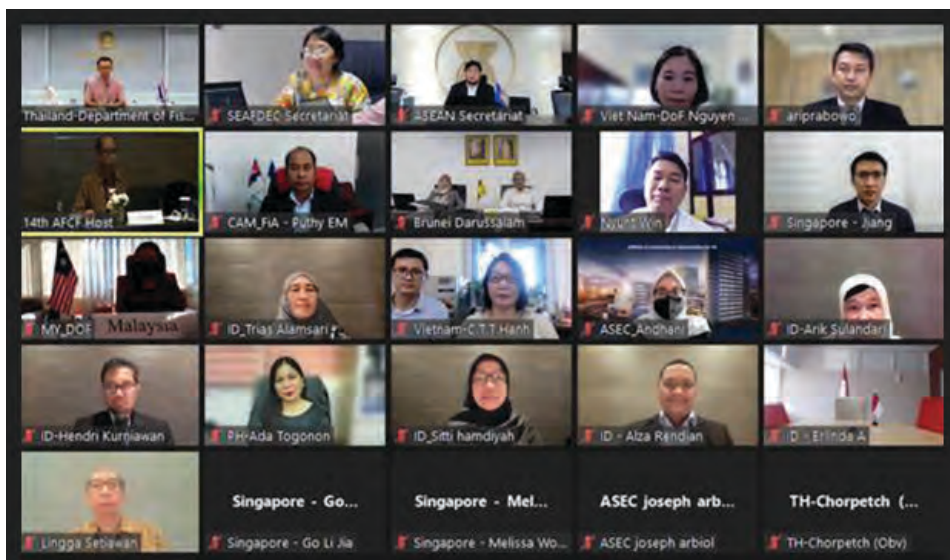 Thailand-Department of Fis...
SEAFDEC Secretariat
ASEAN Secretariat
Viet Nam-DoF Nguyen ...
ariprabowo
14th AFCF Host
CAM_FiA - Puthy EM
Brunei Darussalam
Nyunt Win
Singapore - Jiang
MY_DOF
Malaysia
ID_Trias Alamsari
Vietnam-C.T.T.Hanh
ASEC_Andhani
ID-Arik_Sulandari
ID-Hendri Kurniawan
PH-Ada Togonon
ID_Sitti hamdiyah
ID - Alza Rendian
ID - Erlinda A
Lingga Setiawan
Singapore - Go...
Singapore - Go Li Jia
Singapore - Mel...
Singapore - Melissa Wo...
ASEC joseph arb...
ASEC joseph arbiol
TH-Chorpetch (...
TH-Chorpetch (Obv)